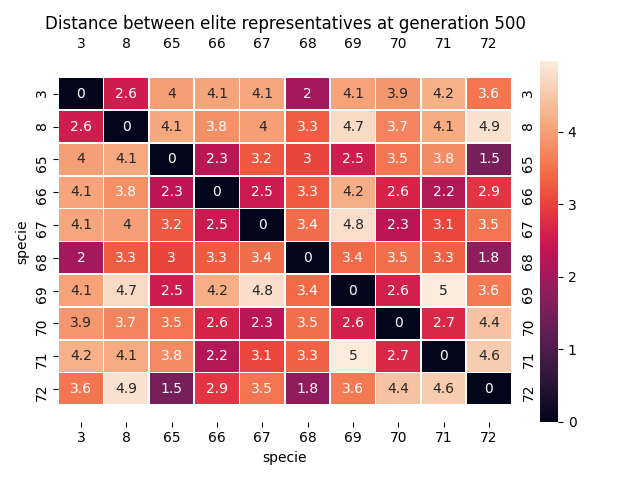 Distance between elite representatives at generation 500
3 8 65 66 67 68 69 70 71 72
3 0 2.6 4 4.1 4.1 2 4.1 3.9 4.2 3.6 3
8 2.6 0 4.1 3.8 4 3.3 4.7 3.7 4.1 4.9 8
65 4 4.1 0 2.3 3.2 3 2.5 3.5 3.8 1.5 65
66 4.1 3.8 2.3 0 2.5 3.3 4.2 2.6 2.2 2.9 66
67 4.1 4 3.2 2.5 0 3.4 4.8 2.3 3.1 3.5 67
68 2 3.3 3 3.3 3.4 0 3.4 3.5 3.3 1.8 68
69 4.1 4.7 2.5 4.2 4.8 3.4 0 2.6 5 3.6 69
70 3.9 3.7 3.5 2.6 2.3 3.5 2.6 0 2.7 4.4 70
71 4.2 4.1 3.8 2.2 3.1 3.3 5 2.7 0 4.6 71
72 3.6 4.9 1.5 2.9 3.5 1.8 3.6 4.4 4.6 0 72
3 8 65 66 67 68 69 70 71 72
specie
specie
4
3
2
1
0